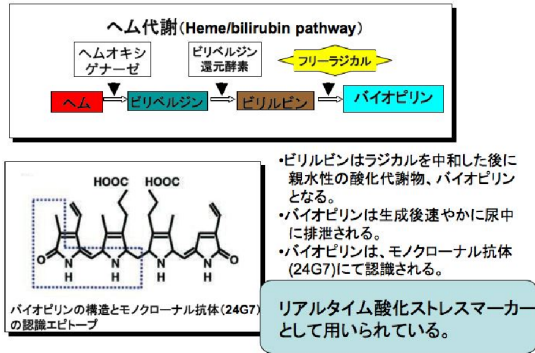 ヘム代謝(Heme/bilirubin pathway)
ヘムオキシ
ゲナーゼ
ビリベルジン
還元酵素
フリーラジカル
ヘム
ビリベルジン
ビリルビン
バイオピリン
HOOC
HOOC
O
N
H
N
H
N
H
N
H
O
バイオピリンの構造とモノクローナル抗体(24G7)
の認識エピトープ
•ビリルビンはラジカルを中和した後に
親水性の酸化代謝物、バイオピリン
となる。
•バイオピリンは生成後速やかに尿中
に排泄される。
•バイオピリンは、モノクローナル抗体
(24G7)にて認識される。
リアルタイム酸化ストレスマーカー
として用いられている。